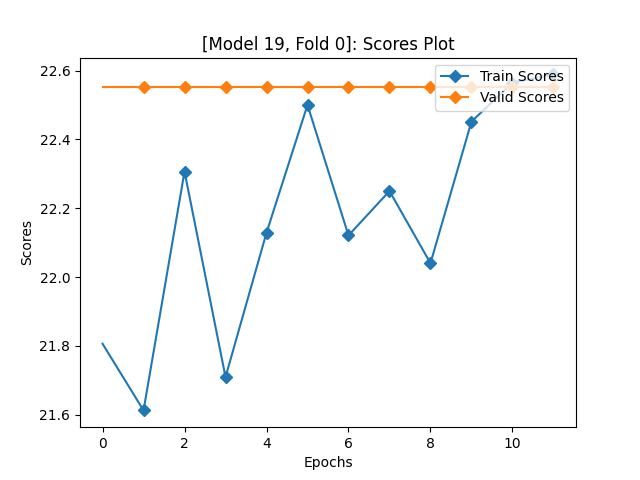 [Model 19, Fold 0]: Scores Plot
22.6
22.4
22.2
22.0
21.8
21.6
Scores
Train Scores
Valid Scores
0 2 4 6 8 10
Epochs